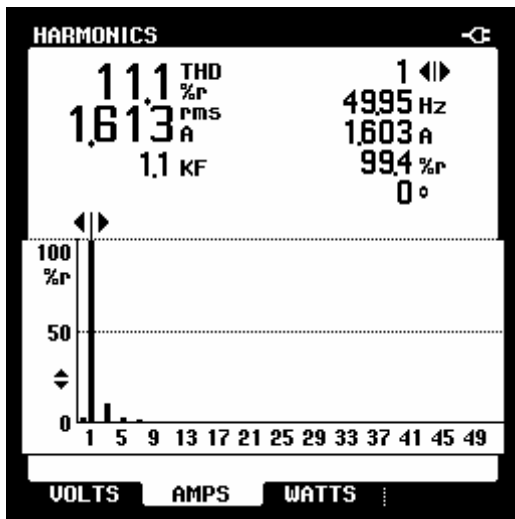 HARMONICS
11.1 THD %r
1.613 rms A
1.1 KF
1
49.95 Hz
1.603 A
99.4 %r
0 °
100
%r
50
0
1 5 9 13 17 21 25 29 33 37 41 45 49
VOLTS AMPS WATTS